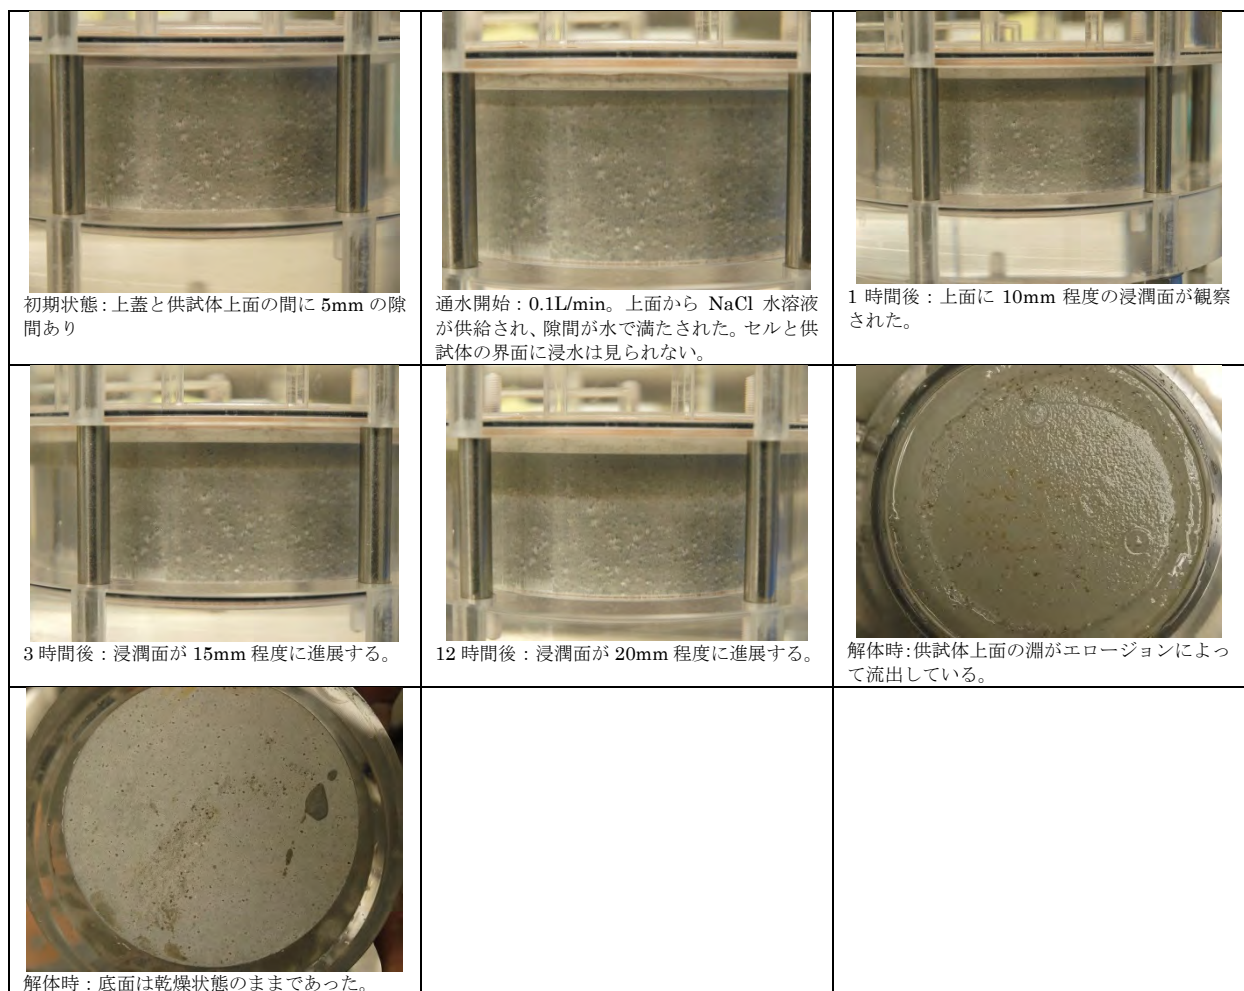 初期状態：上蓋と供試体上面の間に 5mm の隙
間あり
通水開始：0.1L/min。上面から NaCl 水溶液
が供給され、隙間が水で満たされた。セルと供
試体の界面に浸水は見られない。
1 時間後：上面に 10mm 程度の浸潤面が観察
された。
3 時間後：浸潤面が 15mm 程度に進展する。
12 時間後：浸潤面が 20mm 程度に進展する。
解体時：供試体上面の淵がエロージョンによっ
て流出している。
解体時：底面は乾燥状態のままであった。